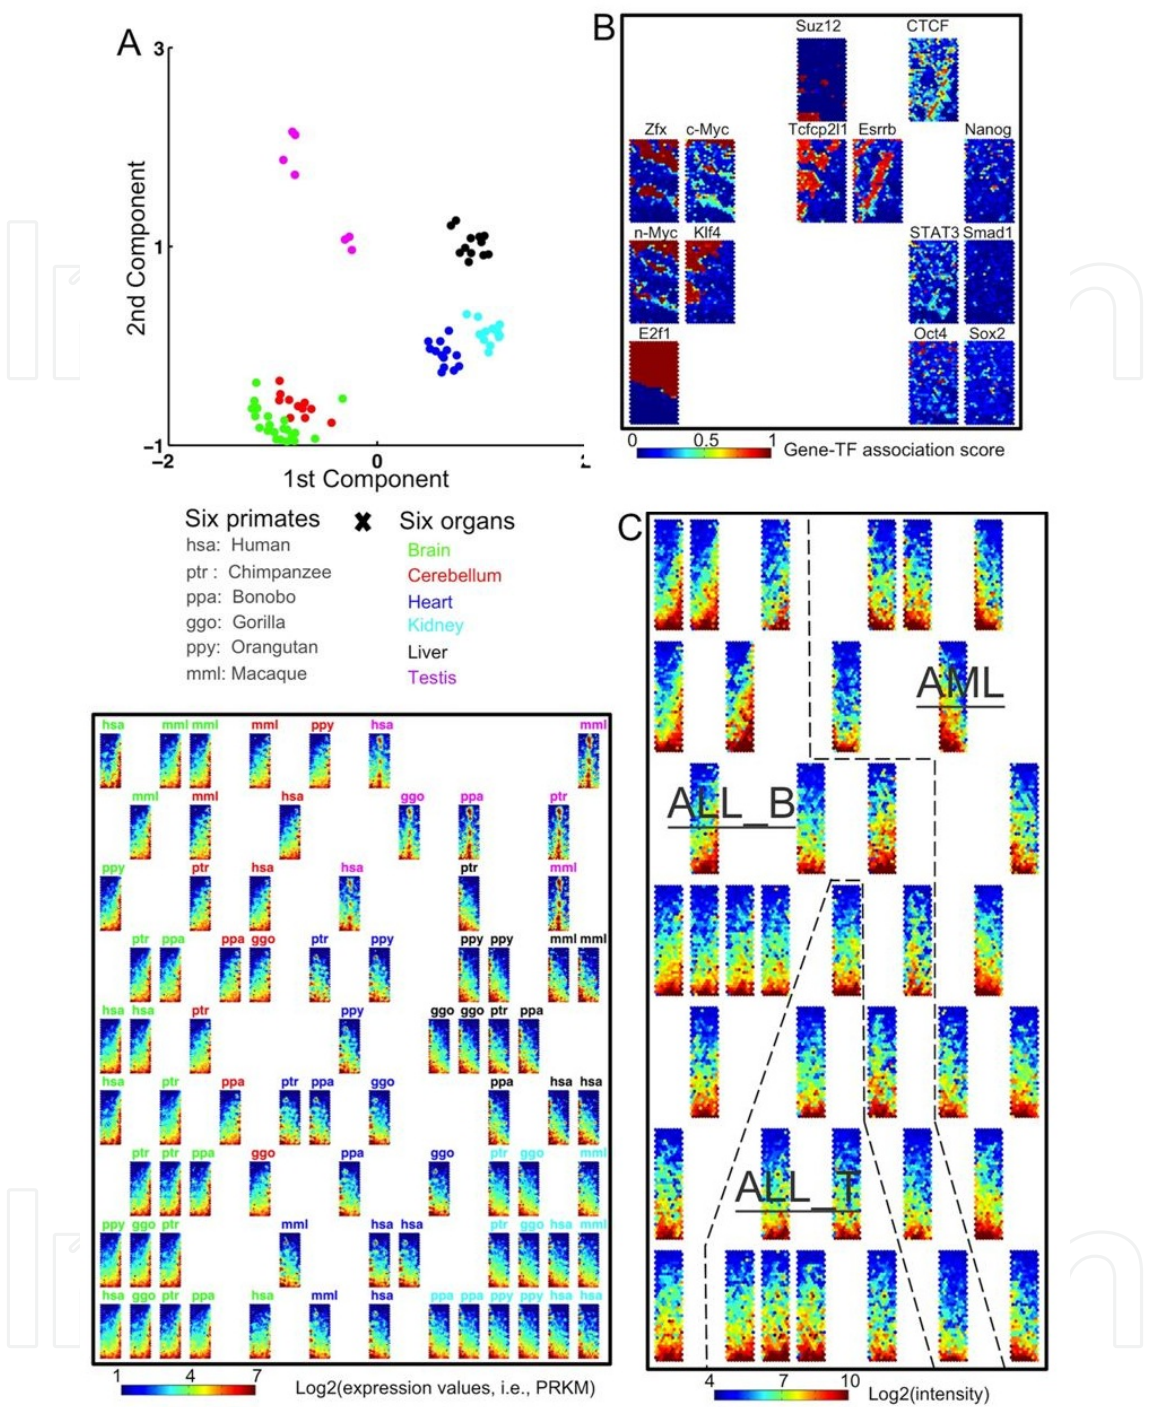 A
3
1
−1
−2
0
2nd Component
1st Component
Six primates
Six organs
hsa: Human
ptr : Chimpanzee
ppa: Bonobo
ggo: Gorilla
ppy: Orangutan
mml: Macaque
Brain
Cerebellum
Heart
Kidney
Liver
Testis
hsa mml mml mml ppy hsa mml
mml mml hsa ggo ppa ptr
ppy ptr hsa hsa ptr mml
ptr ppa ppa ggo ptr ppy ppy ppy mml mml
hsa hsa ptr ppy ggo ggo ptr ppa
hsa ptr ppa ptr ppa ggo ppa hsa hsa
ptr ptr ppa ggo ppa ggo ptr ggo mml
ppy ggo ptr mml hsa hsa ptr ggo hsa mml
hsa ggo ptr ppa hsa mml hsa ppa ppa ppy ppy hsa hsa
1 4 7
Log2(expression values, i.e., PRKM)
B
Suz12 CTCF
Zfx c-Myc Tcfcp2l1 Esrrb Nanog
n-Myc Klf4 STAT3 Smad1
E2f1 Oct4 Sox2
0 0.5 1
Gene-TF association score
C
AML
ALL_B
ALL_T
4 7 10
Log2(intensity)